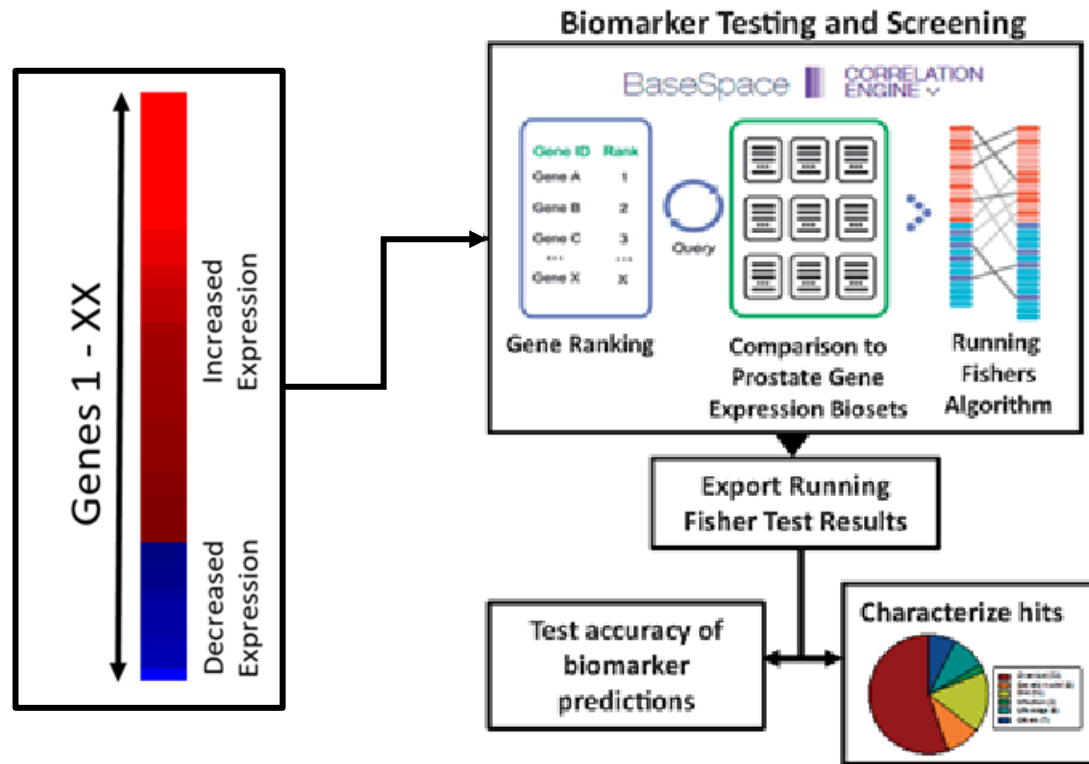 Biomarker Testing and Screening
BaseSpace
CORRELATION
ENGINE
Gene ID Rank
Gene A 1
Gene B 2
Gene C 3
... ...
Gene X X
Query
Gene Ranking
Comparison to
Prostate Gene
Expression Biosets
Running
Fishers
Algorithm
Genes 1 - XX
Increased
Expression
Decreased
Expression
Export Running
Fisher Test Results
Test accuracy of
biomarker
predictions
Characterize hits